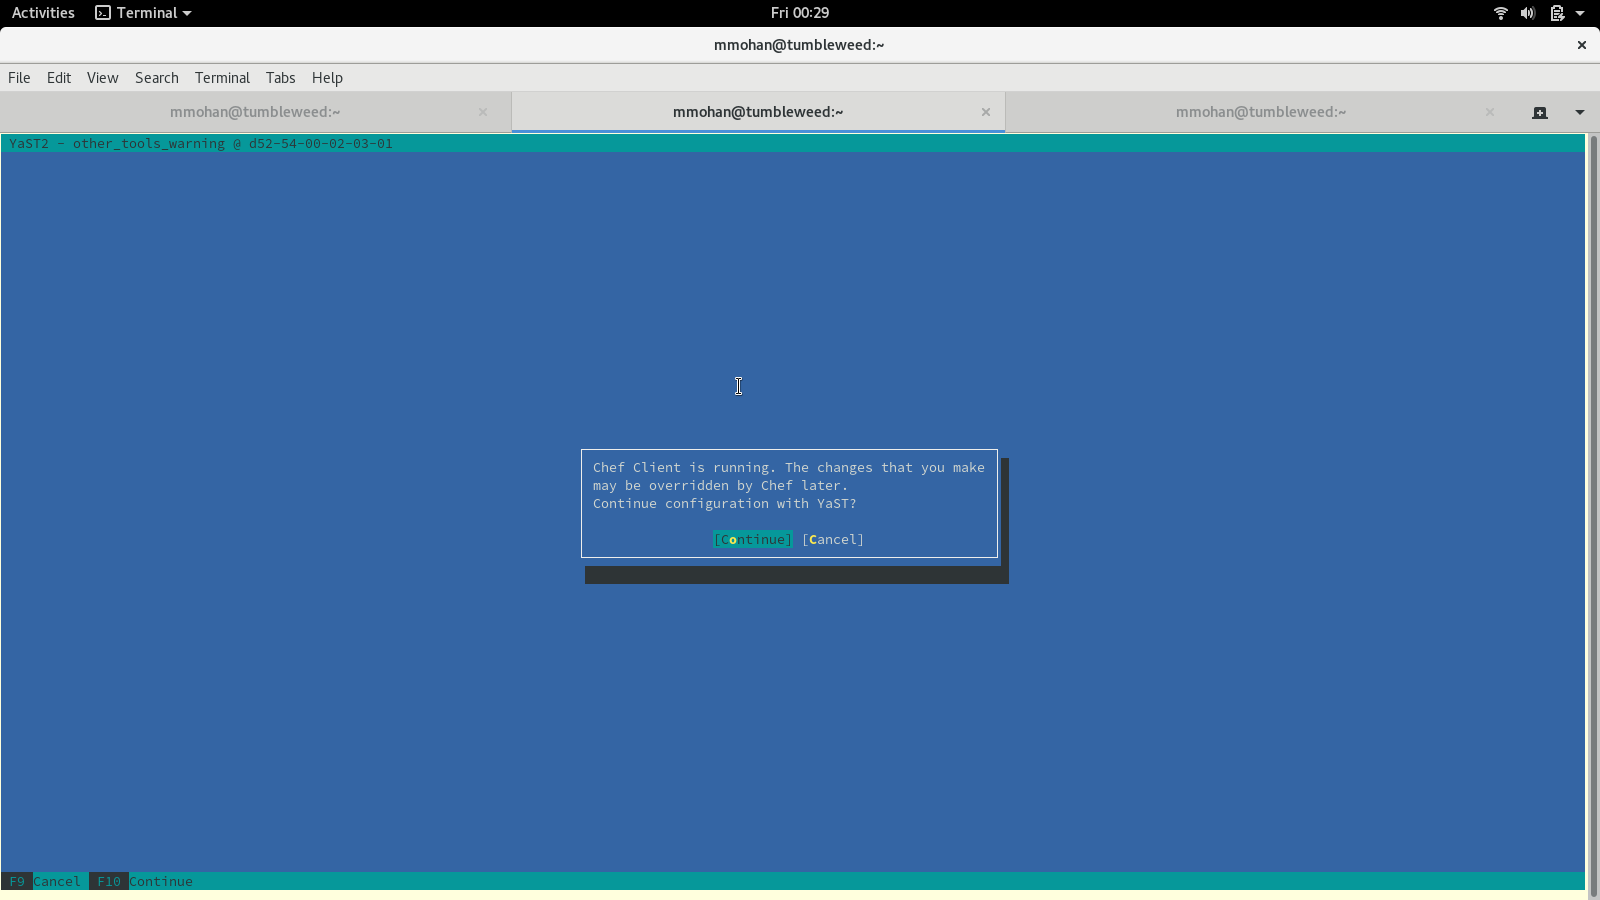 Activities Terminal Fri 00:29
mmohan@tumbleweed:~
File Edit View Search Terminal Tabs Help
mmohan@tumbleweed:~ mmohan@tumbleweed:~ mmohan@tumbleweed:~
YaST2 - other_tools_warning @ d52-54-00-02-03-01
Chef Client is running. The changes that you make
may be overridden by Chef later.
Continue configuration with YaST?
[Continue] [Cancel]
F9 Cancel F10 Continue